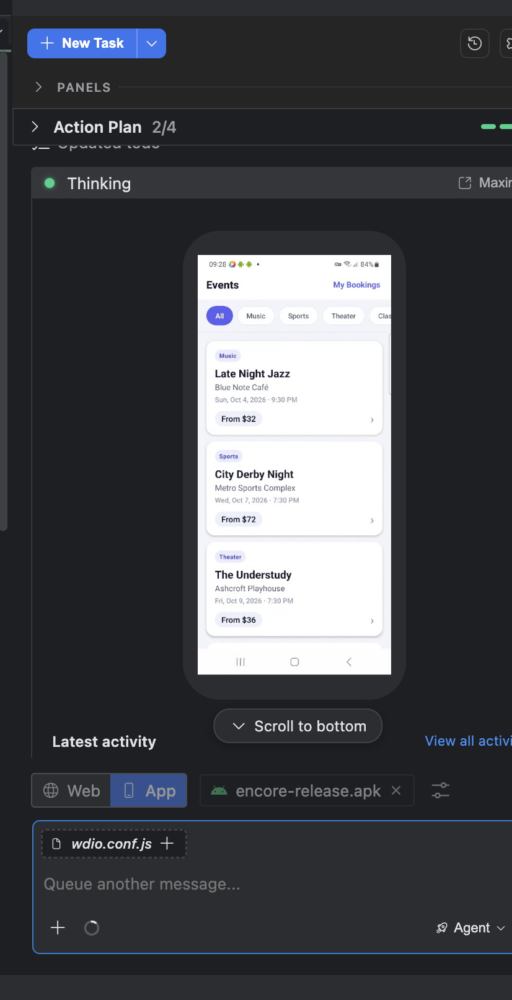 New Task
PANELS
Action Plan 2/4
Updated todo
Thinking
09:28
84%
Events
My Bookings
All
Music
Sports
Theater
Clas
Music
Late Night Jazz
Blue Note Café
Sun, Oct 4, 2026 · 9:30 PM
From $32
Sports
City Derby Night
Metro Sports Complex
Wed, Oct 7, 2026 · 7:30 PM
From $72
Theater
The Understudy
Ashcroft Playhouse
Fri, Oct 9, 2026 · 7:30 PM
From $36
Scroll to bottom
Latest activity
View all activi
Web
App
encore-release.apk
wdio.conf.js
Queue another message...
Agent